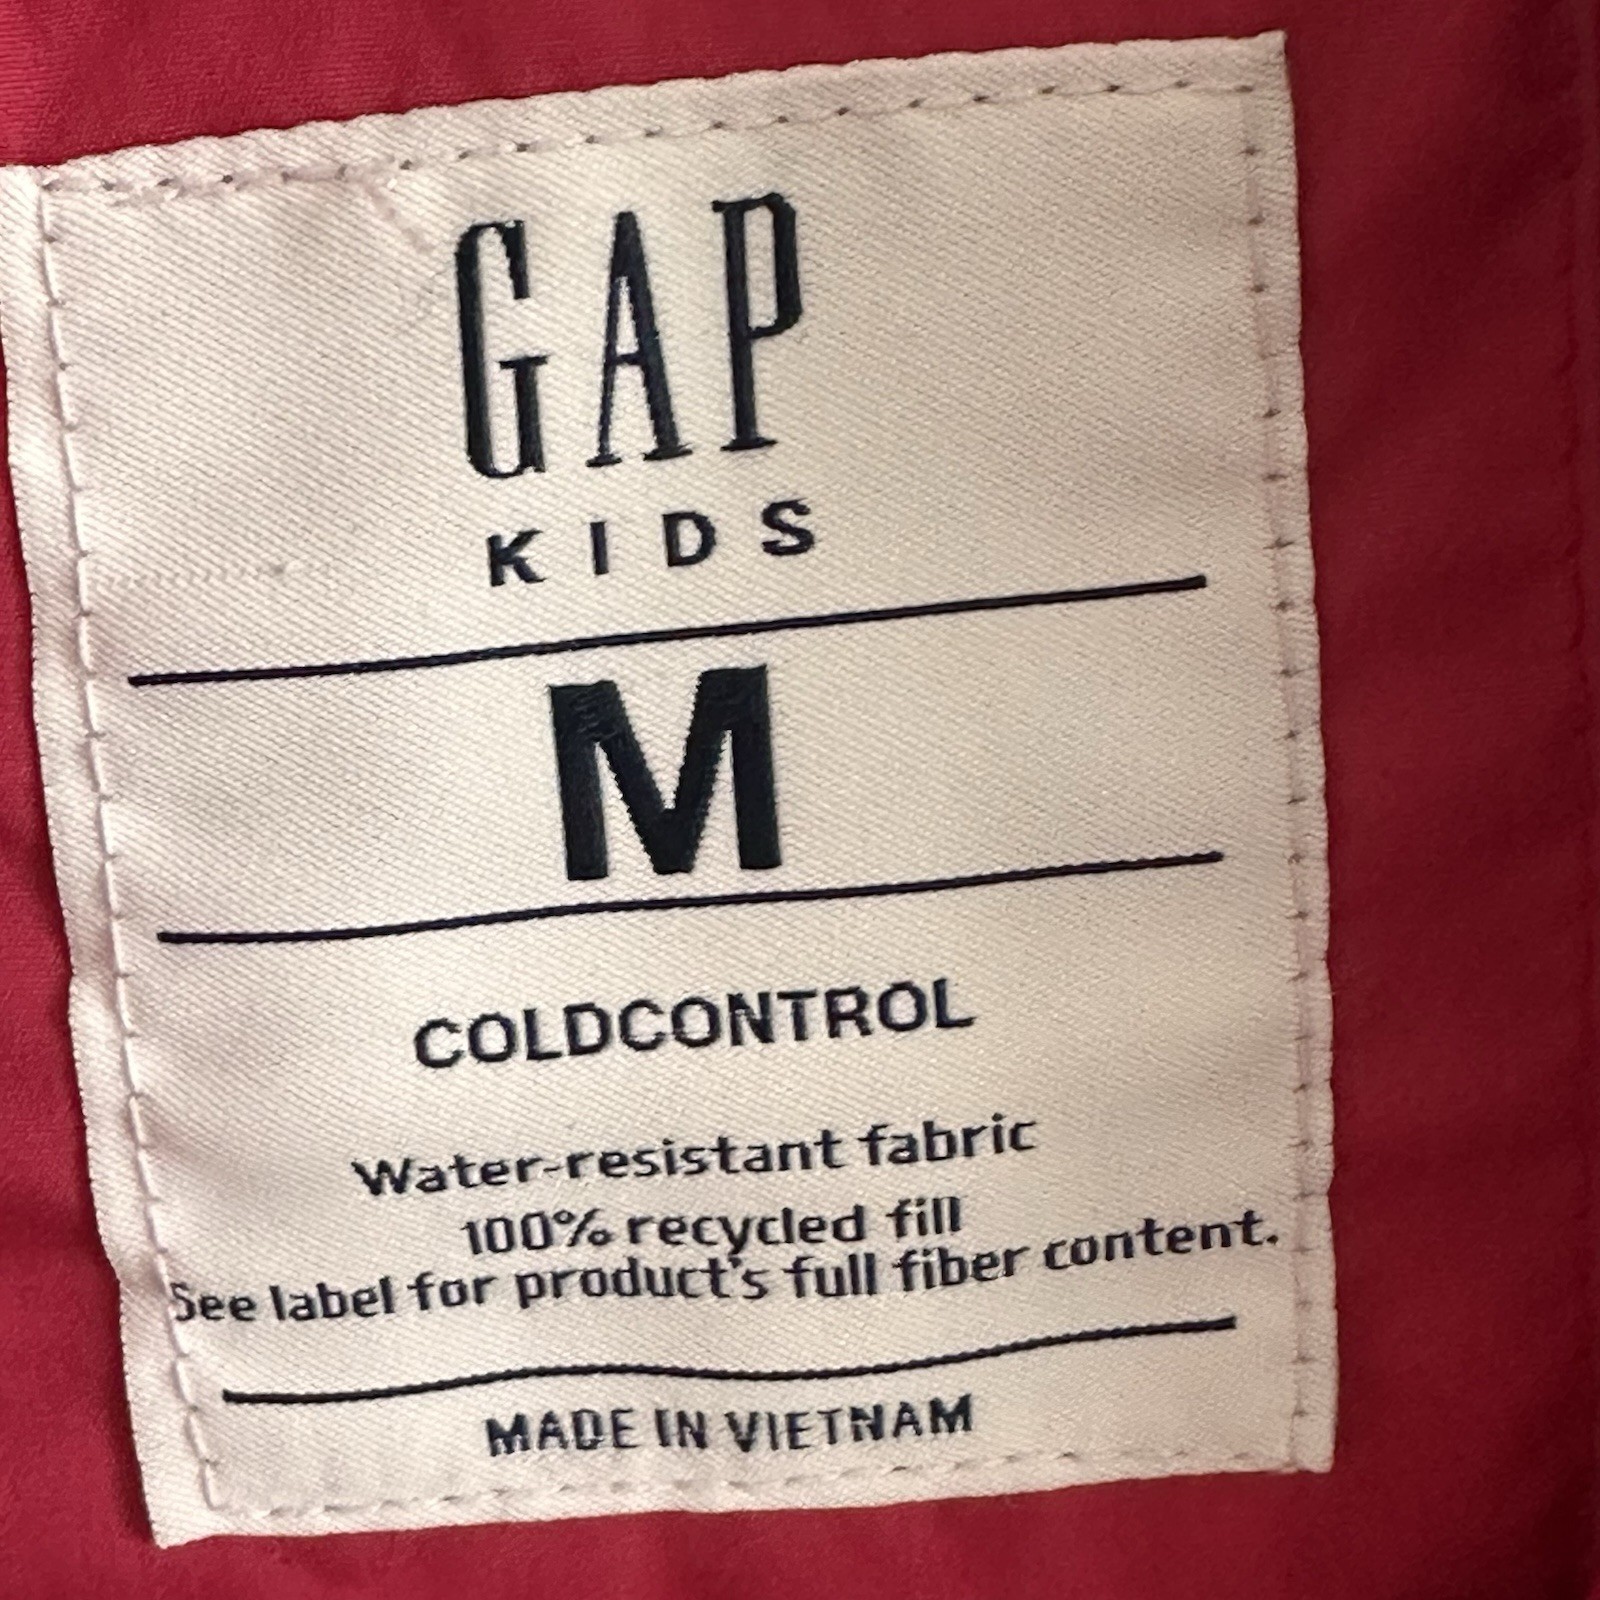 GAP
KIDS
M
COLDCONTROL
Water-resistant fabric
100% recycled fill
See label for product's full fiber content.
MADE IN VIETNAM